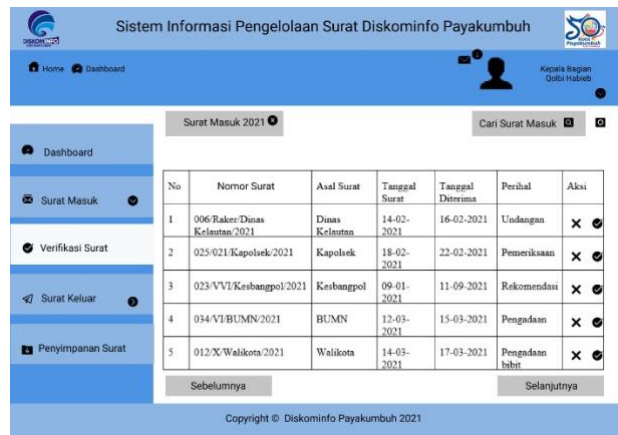 Sistem Informasi Pengelolaan Surat Diskominfo Payakumbuh
DISKOMINFO
50
Kota
Payakumbuh
Home Dashboard
Kepala Bagian
Qolbi Habieb
Surat Masuk 2021
Cari Surat Masuk
Dashboard
Surat Masuk
Verifikasi Surat
Surat Keluar
Penyimpanan Surat
No Nomor Surat Asal Surat Tanggal Surat Tanggal Diterima Perihal Aksi
1 006/Raker/Dinas Kelautan/2021 Dinas Kelautan 14-02-2021 16-02-2021 Undangan
2 025/021/Kapolsek/2021 Kapolsek 18-02-2021 22-02-2021 Pemeriksaan
3 023/VVI/Kesbangpol/2021 Kesbangpol 09-01-2021 11-09-2021 Rekomendasi
4 034/VI/BUMN/2021 BUMN 12-03-2021 15-03-2021 Pengadaan
5 012/X/Walikota/2021 Walikota 14-03-2021 17-03-2021 Pengadaan bibit
Sebelumnya
Selanjutnya
Copyright © Diskominfo Payakumbuh 2021